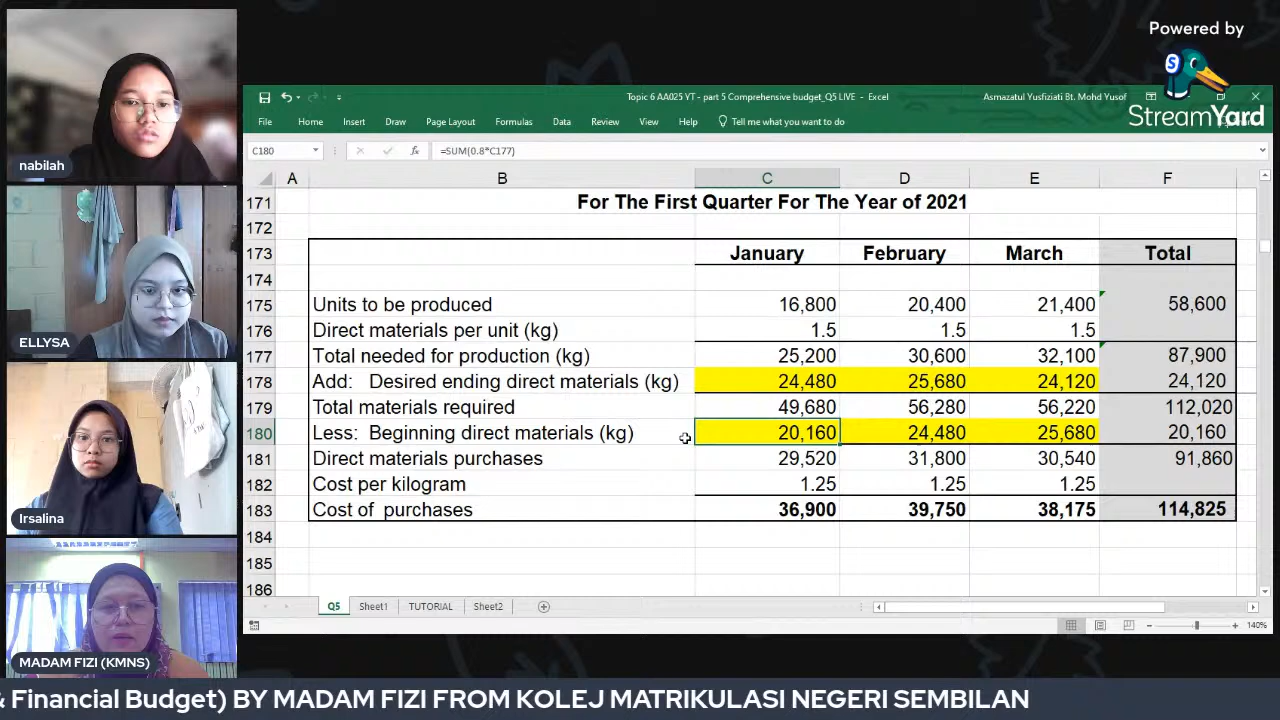 Powered by
StreamYard
nabilah
ELLYSA
Irsalina
MADAM FIZI (KMNS)
Topic 6 AA025 YT - part 5 Comprehensive budget_Q5 LIVE - Excel
Asmazatul Yusfiziati Bt. Mohd Yusof
File Home Insert Draw Page Layout Formulas Data Review View Help Tell me what you want to do
C180 fx =SUM(0.8*C177)
A B C D E F
171 For The First Quarter For The Year of 2021
172
173 January February March Total
174
175 Units to be produced 16,800 20,400 21,400 58,600
176 Direct materials per unit (kg) 1.5 1.5 1.5
177 Total needed for production (kg) 25,200 30,600 32,100 87,900
178 Add: Desired ending direct materials (kg) 24,480 25,680 24,120 24,120
179 Total materials required 49,680 56,280 56,220 112,020
180 Less: Beginning direct materials (kg) 20,160 24,480 25,680 20,160
181 Direct materials purchases 29,520 31,800 30,540 91,860
182 Cost per kilogram 1.25 1.25 1.25
183 Cost of purchases 36,900 39,750 38,175 114,825
184
185
186
Q5 Sheet1 TUTORIAL Sheet2
140%
& Financial Budget) BY MADAM FIZI FROM KOLEJ MATRIKULASI NEGERI SEMBILAN